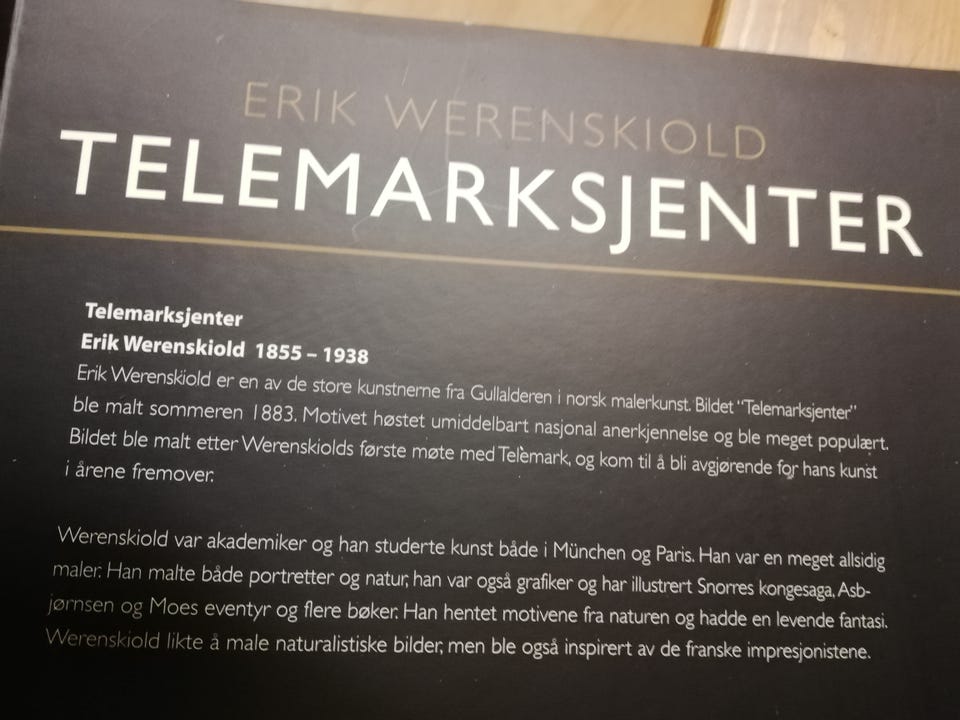 ERIK WERENSKIOLD
TELEMARKSJENTER
Telemarksjenter
Erik Werenskiold 1855 – 1938
Erik Werenskiold er en av de store kunstnerne fra Gullalderen i norsk malerkunst. Bildet "Telemarksjenter"
ble malt sommeren 1883. Motivet høstet umiddelbart nasjonal anerkjennelse og ble meget populært.
Bildet ble malt etter Werenskiolds første møte med Telemark, og kom til å bli avgjørende for hans kunst
i årene fremover.
Werenskiold var akademiker og han studerte kunst både i München og Paris. Han var en meget allsidig
maler. Han malte både portretter og natur, han var også grafiker og har illustrert Snorres kongesaga, Asb-
jørnsen og Moes eventyr og flere bøker. Han hentet motivene fra naturen og hadde en levende fantasi.
Werenskiold likte å male naturalistiske bilder, men ble også inspirert av de franske impresjonistene.